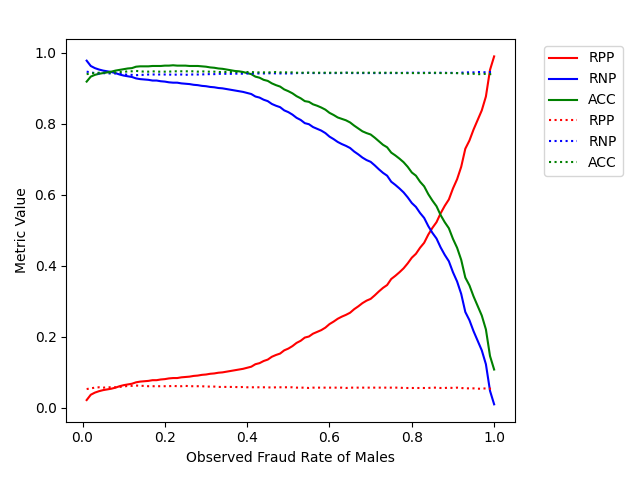 1.0
0.8
0.6
0.4
0.2
0.0
Metric Value
0.0 0.2 0.4 0.6 0.8 1.0
Observed Fraud Rate of Males
RPP
RNP
ACC
RPP
RNP
ACC